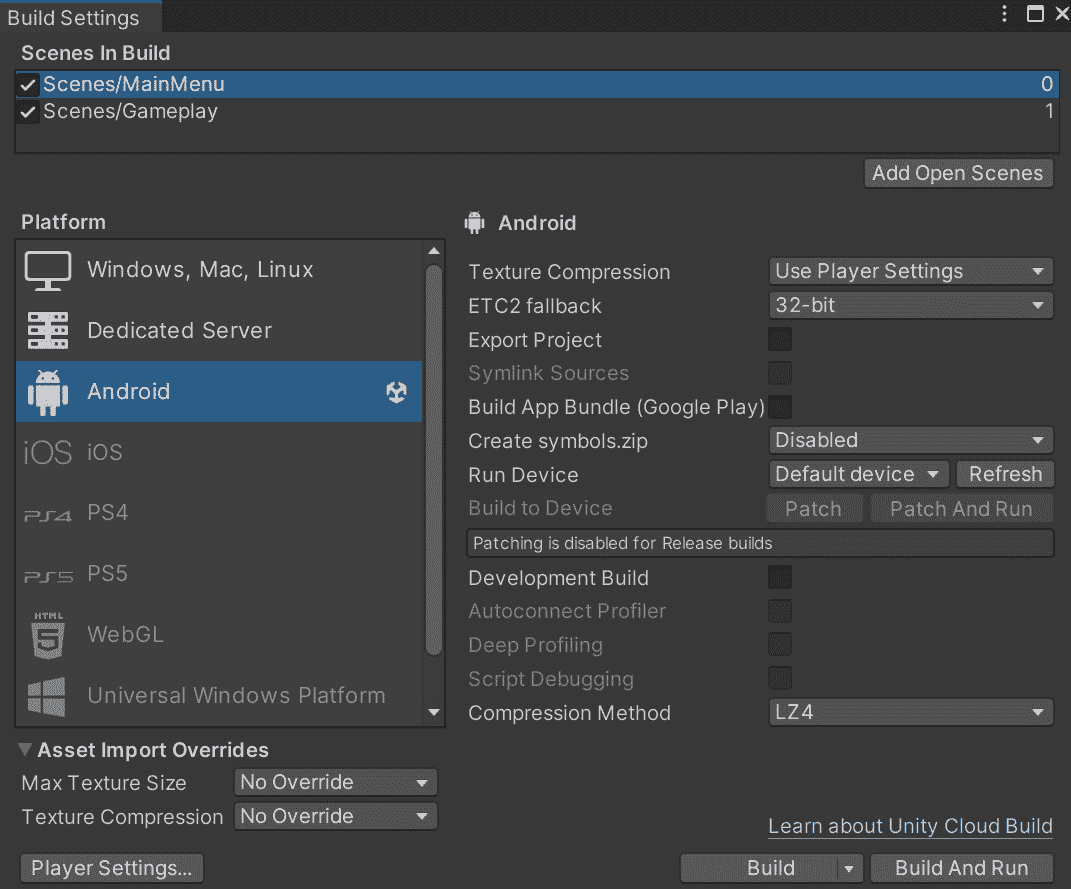 Build Settings
Scenes In Build
Scenes/MainMenu 0
Scenes/Gameplay 1
Add Open Scenes
Platform
Windows, Mac, Linux
Dedicated Server
Android
iOS iOS
PS4 PS4
PS5 PS5
HTML 5 WebGL
Universal Windows Platform
Android
Texture Compression Use Player Settings
ETC2 fallback 32-bit
Export Project
Symlink Sources
Build App Bundle (Google Play)
Create symbols.zip Disabled
Run Device Default device Refresh
Build to Device Patch Patch And Run
Patching is disabled for Release builds
Development Build
Autoconnect Profiler
Deep Profiling
Script Debugging
Compression Method LZ4
Asset Import Overrides
Max Texture Size No Override
Texture Compression No Override
Learn about Unity Cloud Build
Player Settings... Build Build And Run